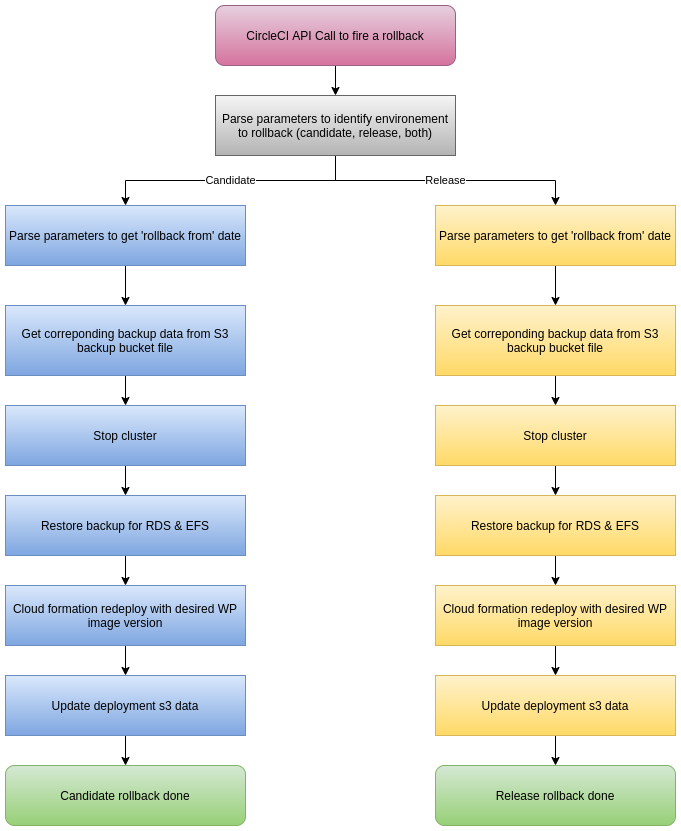 CircleCI API Call to fire a rollback
Parse parameters to identify environement
to rollback (candidate, release, both)
Candidate
Release
Parse parameters to get 'rollback from' date
Parse parameters to get 'rollback from' date
Get correponding backup data from S3
backup bucket file
Get correponding backup data from S3
backup bucket file
Stop cluster
Stop cluster
Restore backup for RDS & EFS
Restore backup for RDS & EFS
Cloud formation redeploy with desired WP
image version
Cloud formation redeploy with desired WP
image version
Update deployment s3 data
Update deployment s3 data
Candidate rollback done
Release rollback done